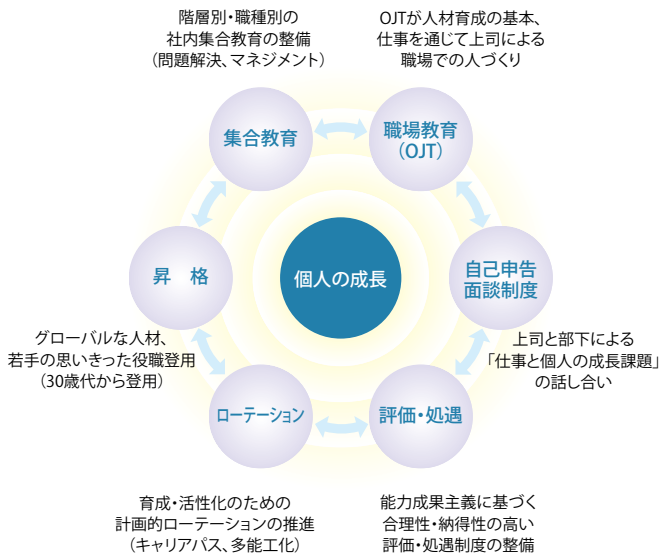 階層別・職種別の
社内集合教育の整備
（問題解決、マネジメント）
OJTが人材育成の基本、
仕事を通じて上司による
職場での人づくり
集合教育
職場教育
（OJT）
昇　格
個人の成長
自己申告
面談制度
グローバルな人材、
若手の思いきった役職登用
（30歳代から登用）
上司と部下による
「仕事と個人の成長課題」
の話し合い
ローテーション
評価・処遇
育成・活性化のための
計画的ローテーションの推進
（キャリアパス、多能工化）
能力成果主義に基づく
合理性・納得性の高い
評価・処遇制度の整備